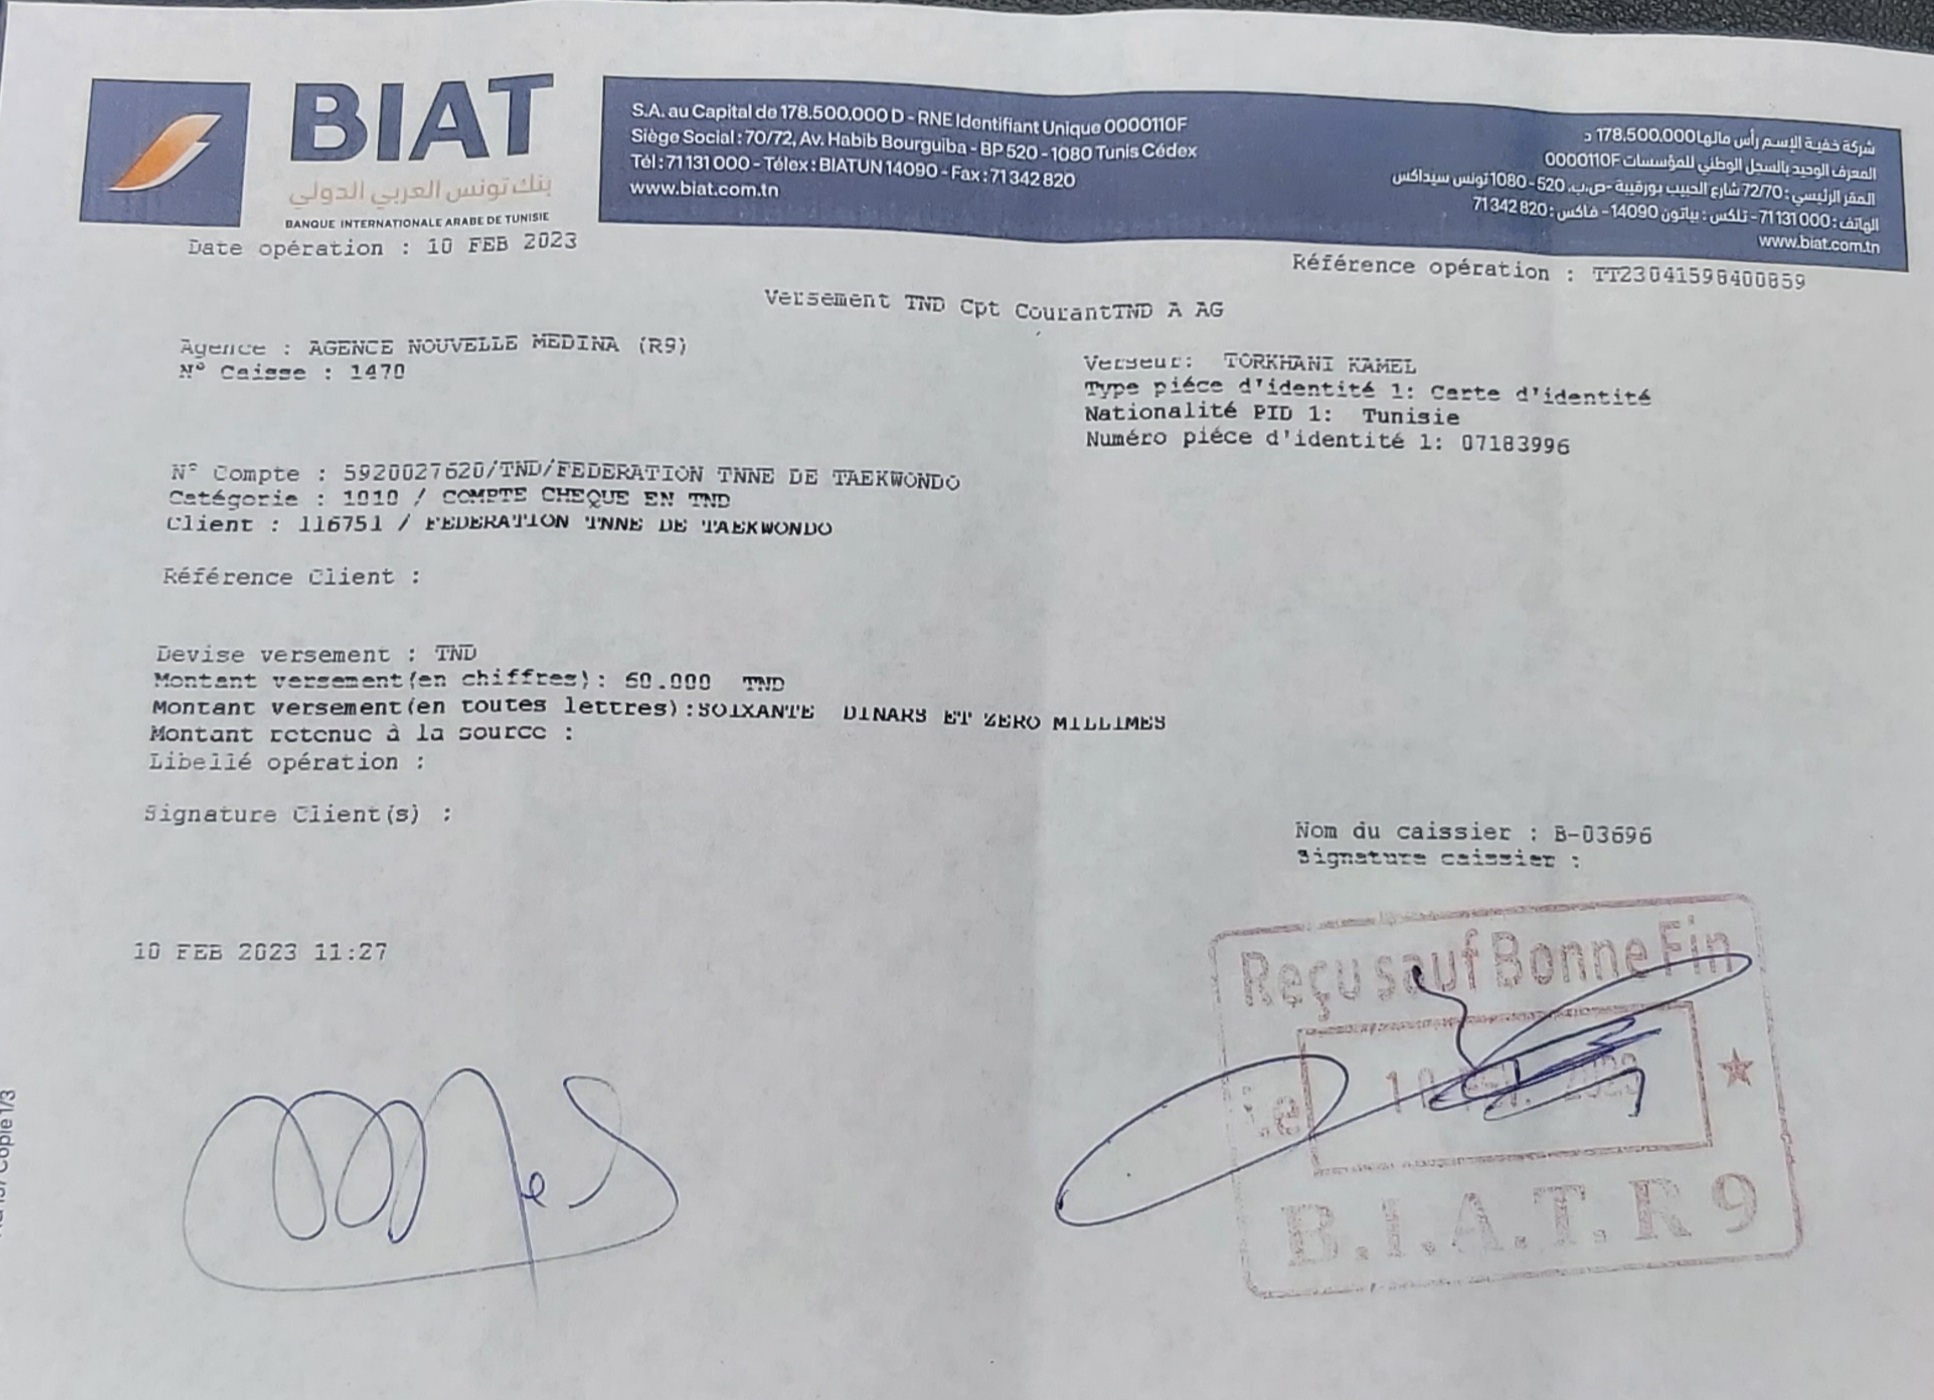 BIAT
بنك تونس العربي الدولي
BANQUE INTERNATIONALE ARABE DE TUNISIE
S.A. au Capital de 178.500.000 D - RNE Identifiant Unique 0000110F
Siège Social : 70/72, Av. Habib Bourguiba - BP 520 - 1080 Tunis Cédex
Tél : 71 131 000 - Télex : BIATUN 14090 - Fax : 71 342 820
www.biat.com.tn
شركة خفية الإسم رأس مالها 178.500.000 د
المعرف الوحيد بالسجل الوطني للمؤسسات 0000110F
المقر الرئيسي : 72/70 شارع الحبيب بورقيبة -ص.ب. 520 - 1080 تونس سيداكس
الهاتف : 71131000 - تلكس : بياتون 14090 - فاكس : 71342820
www.biat.com.tn
Date opération : 10 FEB 2023
Référence opération : TT23041598400859
Versement TND Cpt CourantTND A AG
Agence : AGENCE NOUVELLE MEDINA (R9)
N° Caisse : 1470
Verseur: TORKHANI KAMEL
Type piéce d'identité 1: Carte d'identité
Nationalité PID 1: Tunisie
Numéro piéce d'identité 1: 07183996
N° Compte : 5920027620/TND/FEDERATION TNNE DE TAEKWONDO
Catégorie : 1010 / COMPTE CHEQUE EN TND
Client : 116751 / FEDERATION TNNE DE TAEKWONDO
Référence Client :
Devise versement : TND
Montant versement(en chiffres): 60.000 TND
Montant versement(en toutes lettres):SOIXANTE DINARS ET ZERO MILLIMES
Montant retenue à la source :
Libellé opération :
Signature Client(s) :
Nom du caissier : B-03696
Signature caissier :
10 FEB 2023 11:27
Reçu sauf Bonne Fin
Le 10 2023
B.I.A.T. R 9
Copie 1/3